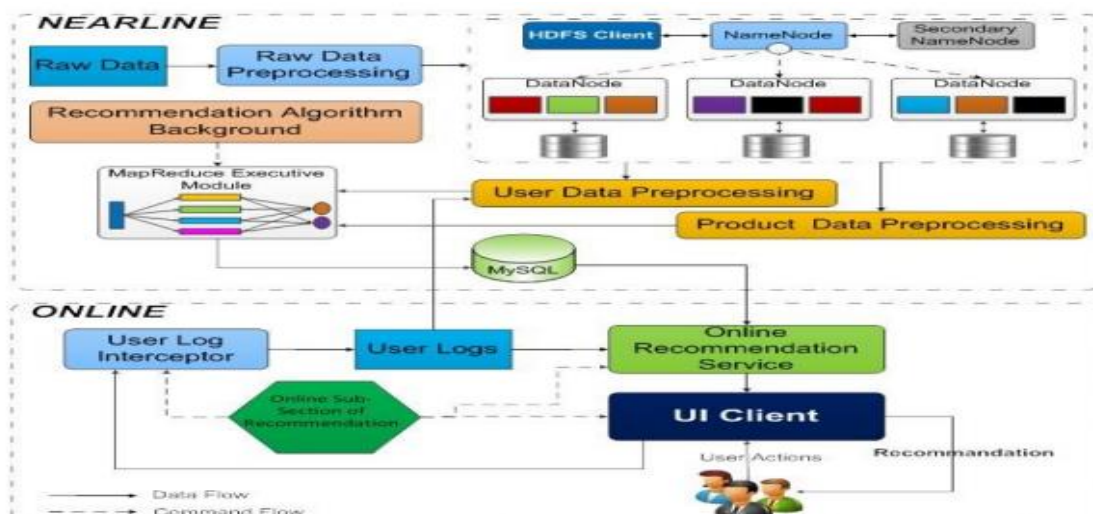 NEARLINE
Raw Data
Raw Data
Preprocessing
HDFS Client
NameNode
Secondary
NameNode
DataNode
DataNode
DataNode
Recommendation Algorithm
Background
MapReduce Executive
Module
User Data Preprocessing
Product Data Preprocessing
MySQL
ONLINE
User Log
Interceptor
User Logs
Online
Recommendation
Service
Online Sub-
Section of
Recommendation
UI Client
User Actions
Recommandation
Data Flow
Command Flow